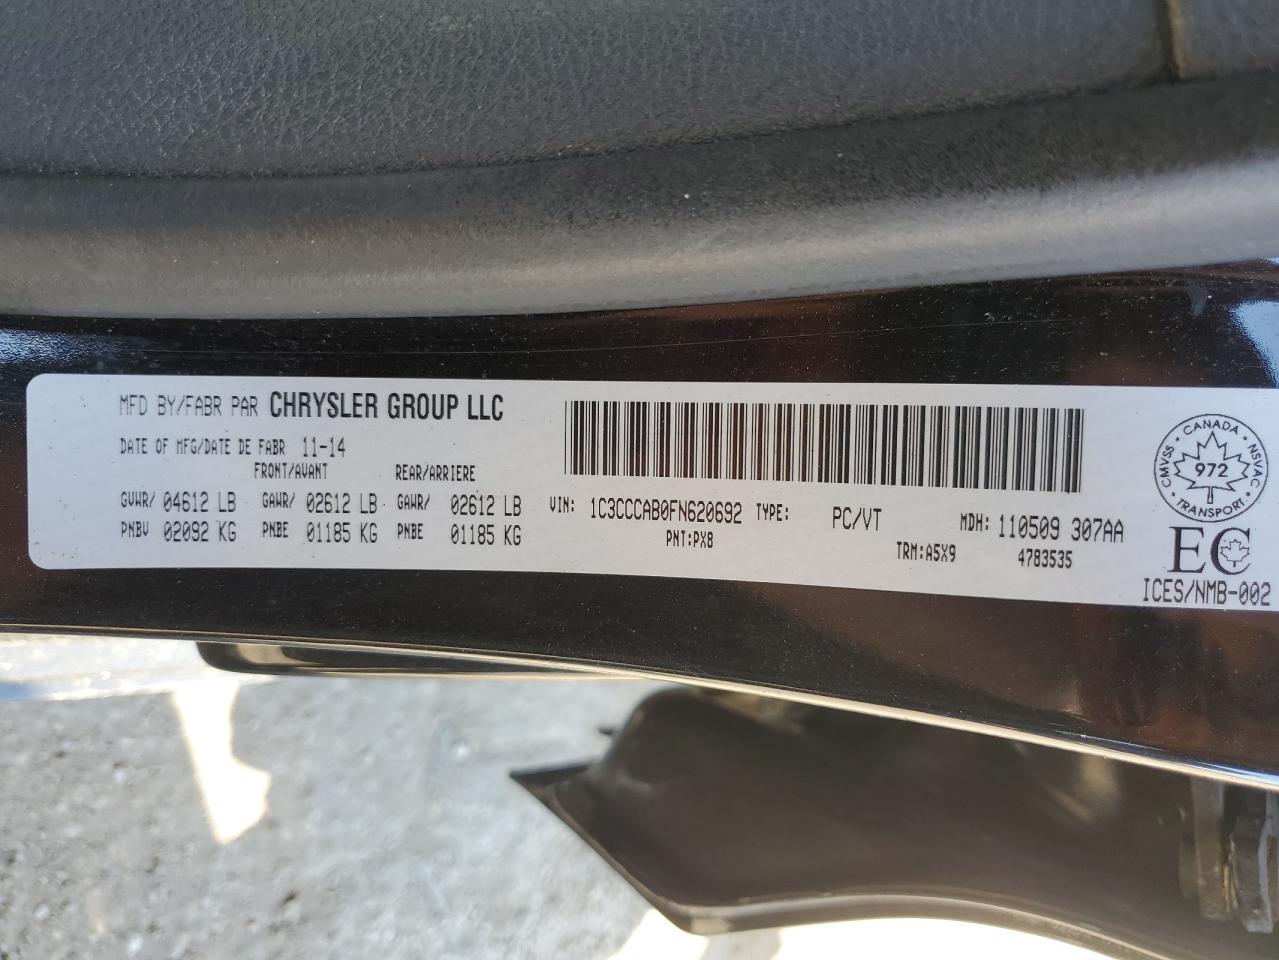 MFD BY/FABR PAR CHRYSLER GROUP LLC
DATE OF MFG/DATE DE FABR 11-14
FRONT/AVANT REAR/ARRIERE
GVWR/ 04612 LB GAWR/ 02612 LB GAWR/ 02612 LB
PNBV 02092 KG PNBE 01185 KG PNBE 01185 KG
VIN: 1C3CCCAB0FN620692 TYPE: PC/VT MDH: 110509 307AA
PNT:PX8 TRM:A5X9 4783535
CANADA
CMVSS 972 NSVAC
TRANSPORT
EC
ICES/NMB-002